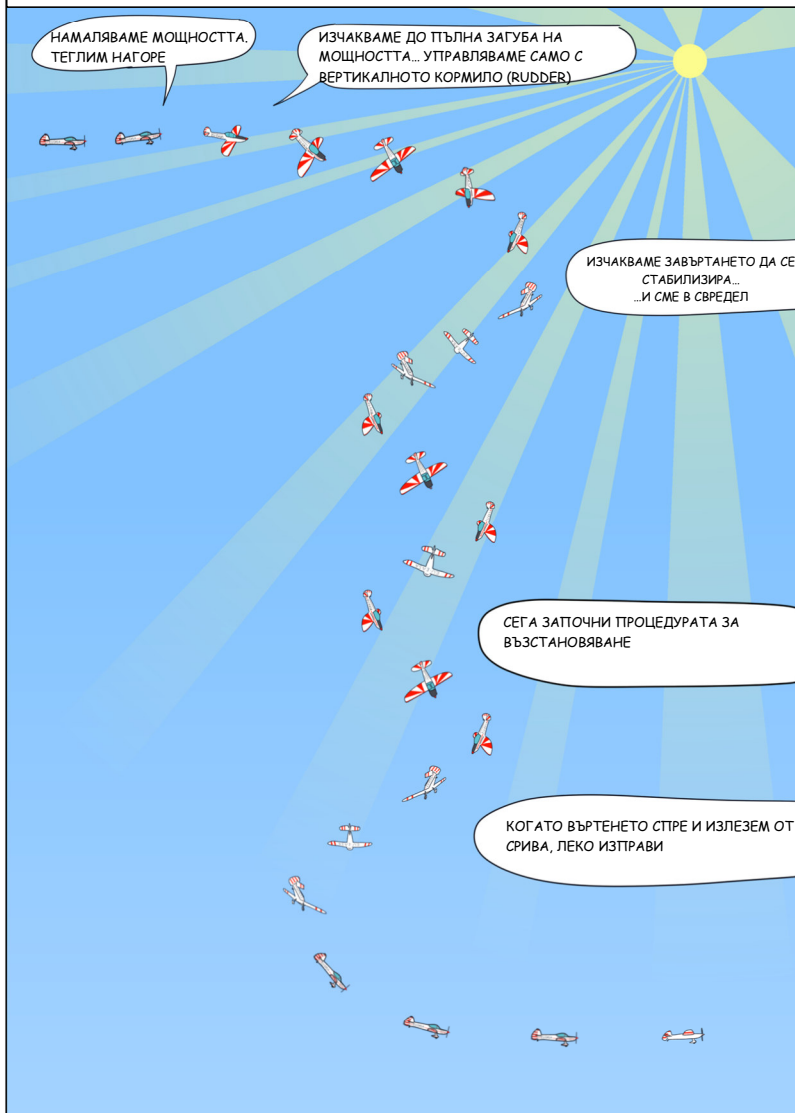 НАМАЛЯВАМЕ МОЩНОСТТА.
ТЕГЛИМ НАГОРЕ
ИЗЧАКВАМЕ ДО ПЪЛНА ЗАГУБА НА
МОЩНОСТТА... УПРАВЛЯВАМЕ САМО С
ВЕРТИКАЛНОТО КОРМИЛО (RUDDER)
ИЗЧАКВАМЕ ЗАВЪРТАНЕТО ДА СЕ
СТАБИЛИЗИРА...
...И СМЕ В СВРЕДЕЛ
СЕГА ЗАПОЧНИ ПРОЦЕДУРАТА ЗА
ВЪЗСТАНОВЯВАНЕ
КОГАТО ВЪРТЕНЕТО СПРЕ И ИЗЛЕЗЕМ ОТ
СРИВА, ЛЕКО ИЗПРАВИ